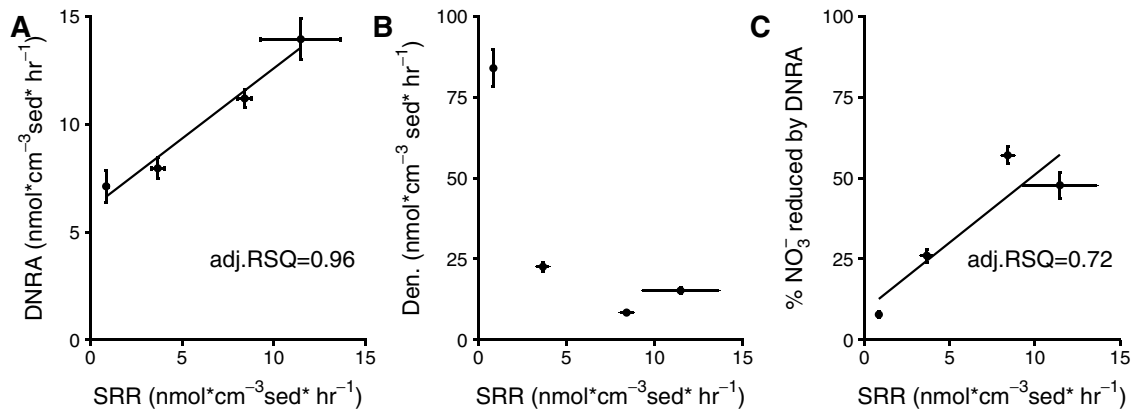 A
DNRA (nmol*cm⁻³sed* hr⁻¹)
15
10
5
0
adj.RSQ=0.96
0 5 10 15
SRR (nmol*cm⁻³sed* hr⁻¹)
B
Den. (nmol*cm⁻³ sed* hr⁻¹)
100
75
50
25
0
0 5 10 15
SRR (nmol*cm⁻³sed* hr⁻¹)
C
% NO₃⁻ reduced by DNRA
100
75
50
25
0
adj.RSQ=0.72
0 5 10 15
SRR (nmol*cm⁻³sed* hr⁻¹)